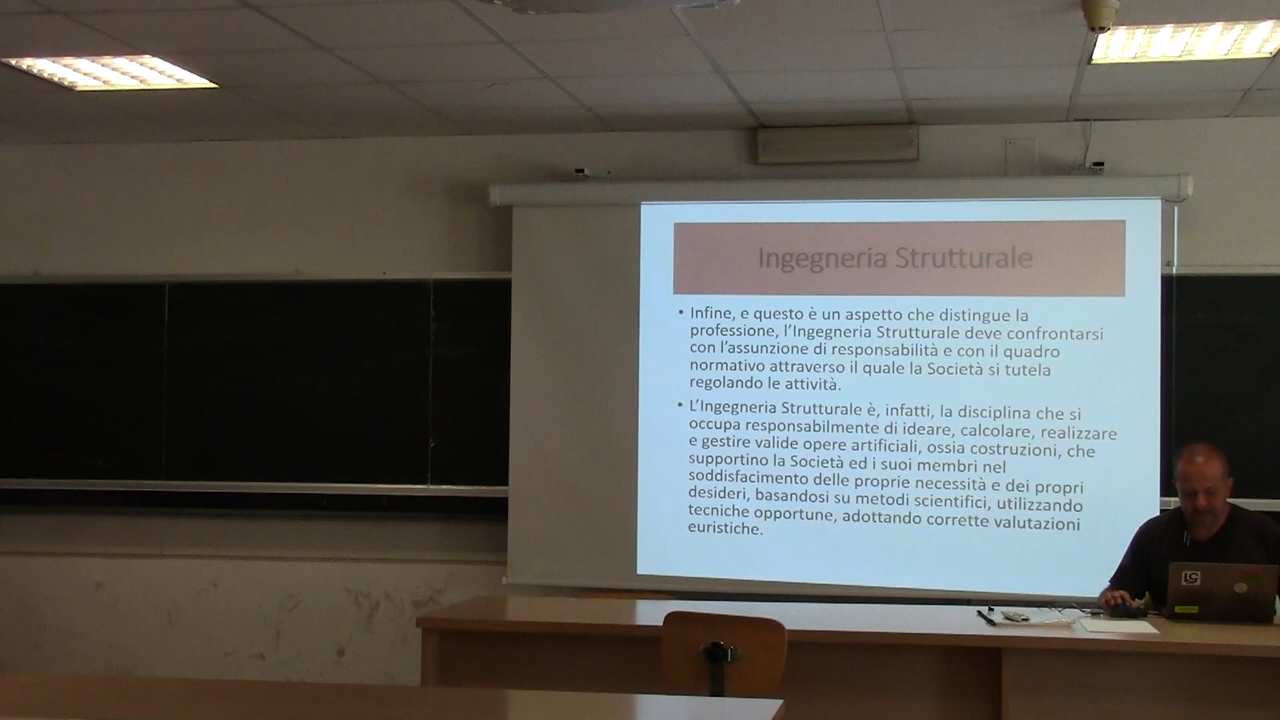 Ingegneria Strutturale
• Infine, e questo è un aspetto che distingue la
professione, l'Ingegneria Strutturale deve confrontarsi
con l'assunzione di responsabilità e con il quadro
normativo attraverso il quale la Società si tutela
regolando le attività.
• L'Ingegneria Strutturale è, infatti, la disciplina che si
occupa responsabilmente di ideare, calcolare, realizzare
e gestire valide opere artificiali, ossia costruzioni, che
supportino la Società ed i suoi membri nel
soddisfacimento delle proprie necessità e dei propri
desideri, basandosi su metodi scientifici, utilizzando
tecniche opportune, adottando corrette valutazioni
euristiche.